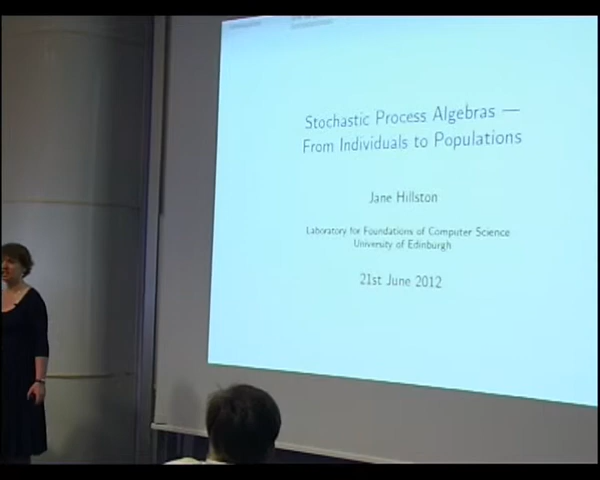 Stochastic Process Algebras —
From Individuals to Populations
Jane Hillston
Laboratory for Foundations of Computer Science
University of Edinburgh
21st June 2012